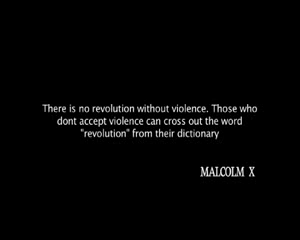 There is no revolution without violence. Those who
dont accept violence can cross out the word
"revolution" from their dictionary
MALCOLM X